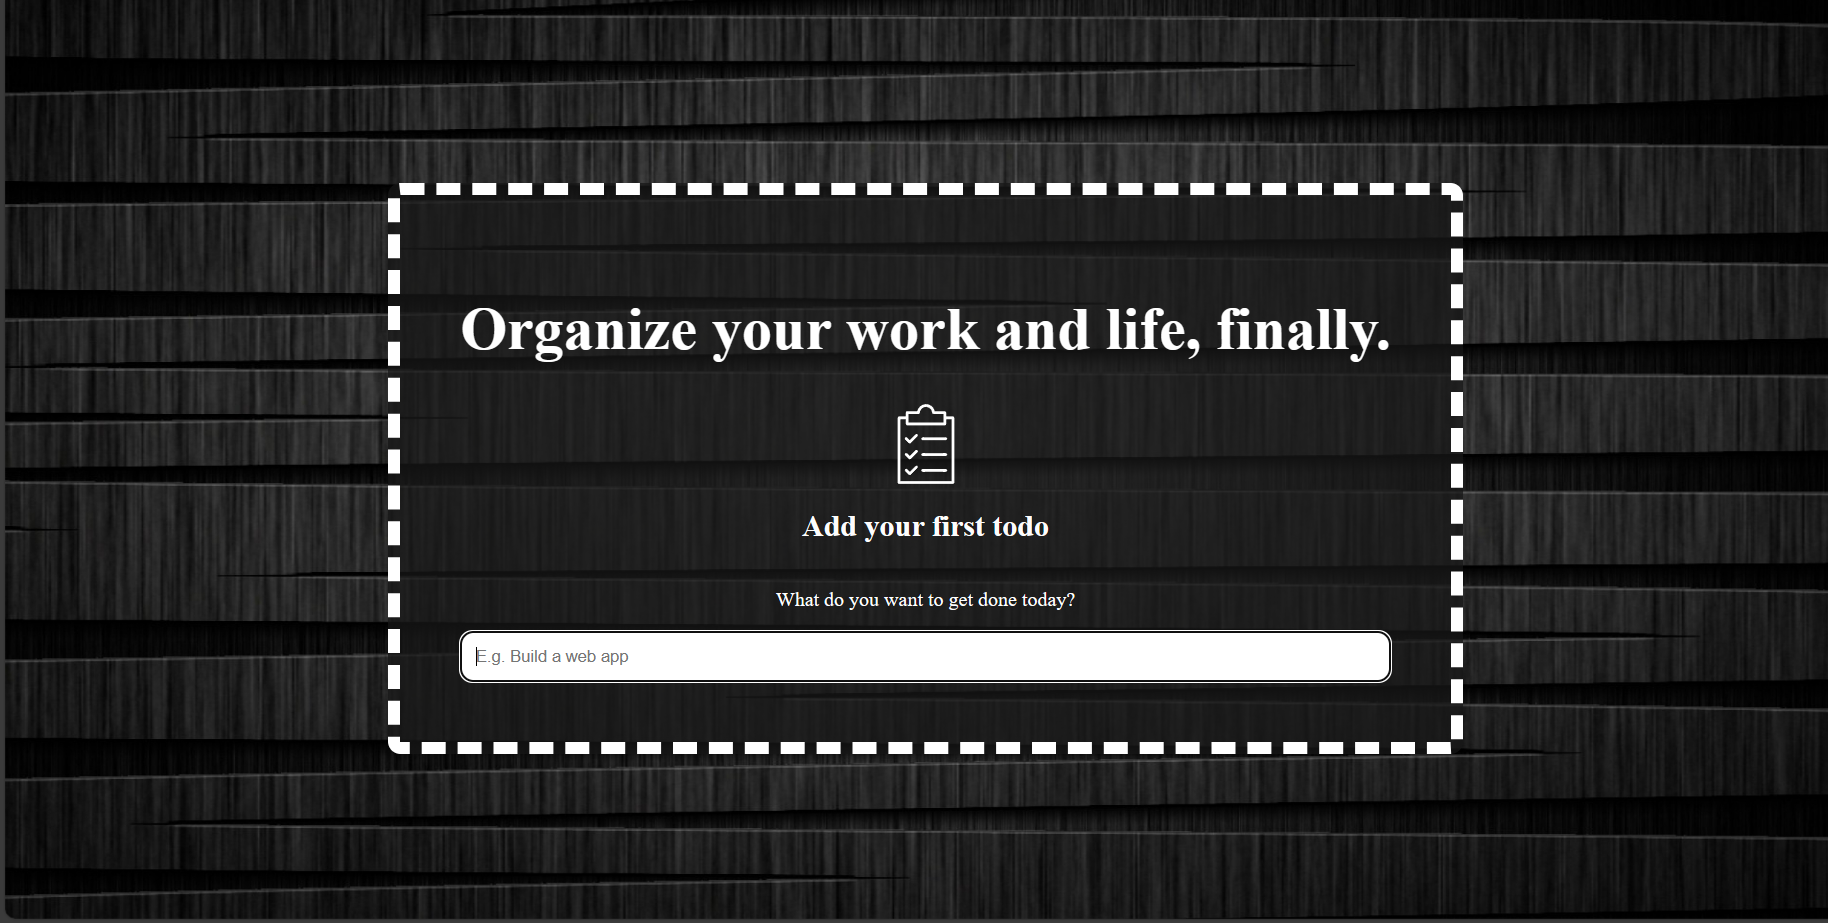 Organize your work and life, finally.
Add your first todo
What do you want to get done today?
E.g. Build a web app